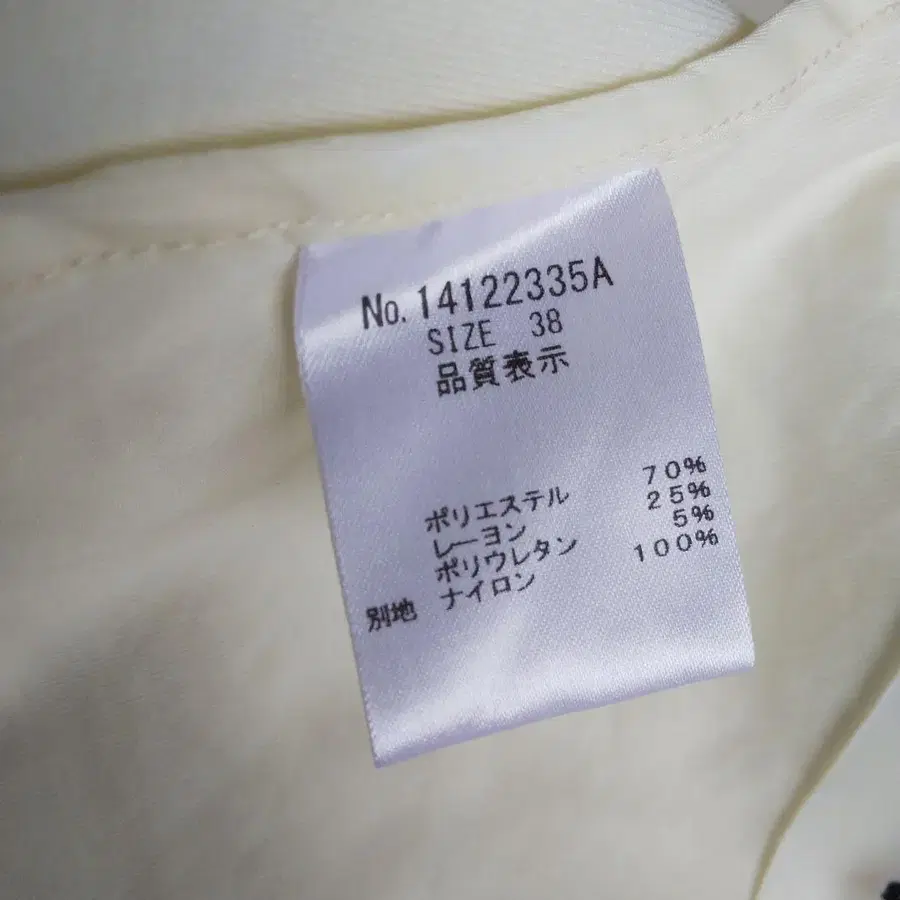 No.14122335A
SIZE 38
品質表示
ポリエステル 70%
レーヨン 25%
ポリウレタン 5%
別地 ナイロン 100%